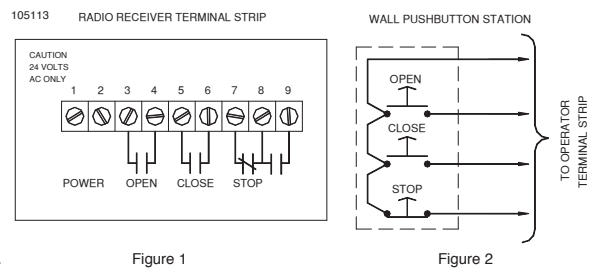 105113 RADIO RECEIVER TERMINAL STRIP
CAUTION
24 VOLTS
AC ONLY
1 2 3 4 5 6 7 8 9
POWER OPEN CLOSE STOP
Figure 1
WALL PUSHBUTTON STATION
OPEN
CLOSE
STOP
TO OPERATOR
TERMINAL STRIP
Figure 2